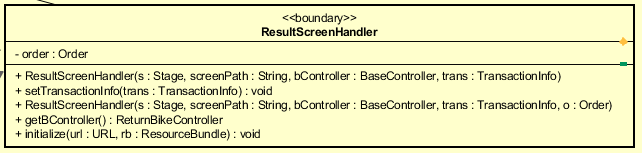 <<boundary>>
ResultScreenHandler
- order : Order
+ ResultScreenHandler(s : Stage, screenPath : String, bController : BaseController, trans : TransactionInfo)
+ setTransactionInfo(trans : TransactionInfo) : void
+ ResultScreenHandler(s : Stage, screenPath : String, bController : BaseController, trans : TransactionInfo, o : Order)
+ getBController() : ReturnBikeController
+ initialize(url : URL, rb : ResourceBundle) : void